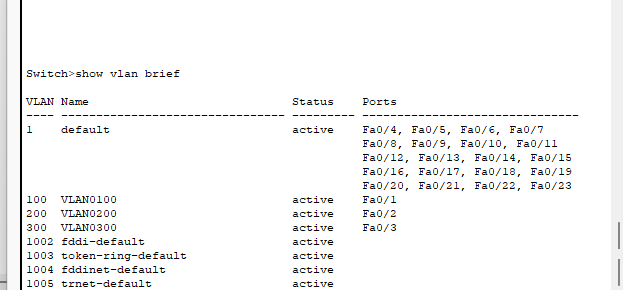 Switch>show vlan brief
VLAN Name                             Status    Ports
---- -------------------------------- --------- -------------------------------
1    default                          active    Fa0/4, Fa0/5, Fa0/6, Fa0/7
                                                Fa0/8, Fa0/9, Fa0/10, Fa0/11
                                                Fa0/12, Fa0/13, Fa0/14, Fa0/15
                                                Fa0/16, Fa0/17, Fa0/18, Fa0/19
                                                Fa0/20, Fa0/21, Fa0/22, Fa0/23
100  VLAN0100                         active    Fa0/1
200  VLAN0200                         active    Fa0/2
300  VLAN0300                         active    Fa0/3
1002 fddi-default                     active
1003 token-ring-default               active
1004 fddinet-default                  active
1005 trnet-default                    active